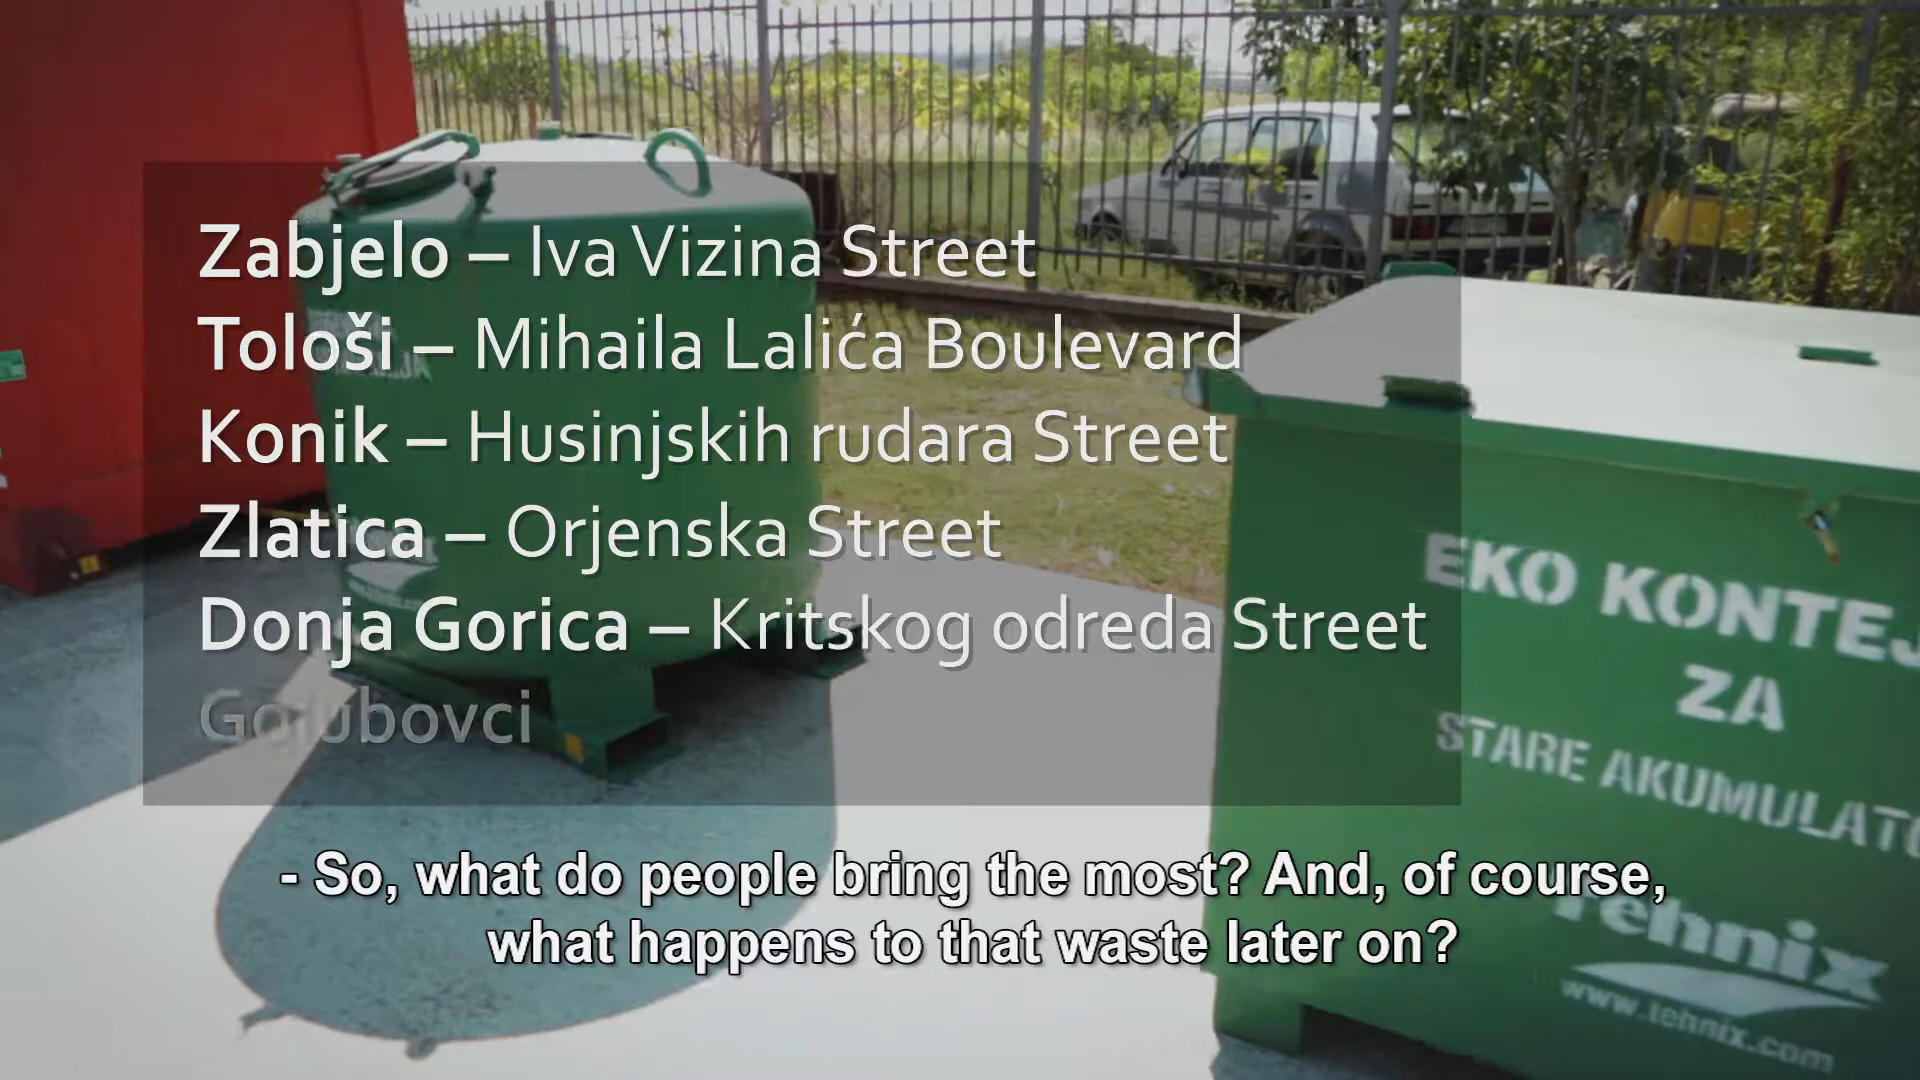 Zabjelo – Iva Vizina Street
Tološi – Mihaila Lalića Boulevard
Konik – Husinjskih rudara Street
Zlatica – Orjenska Street
Donja Gorica – Kritskog odreda Street
Golubovci
EKO KONTEJ
ZA
STARE AKUMULATO
Tehnix
www.tehnix.com
- So, what do people bring the most? And, of course,
what happens to that waste later on?